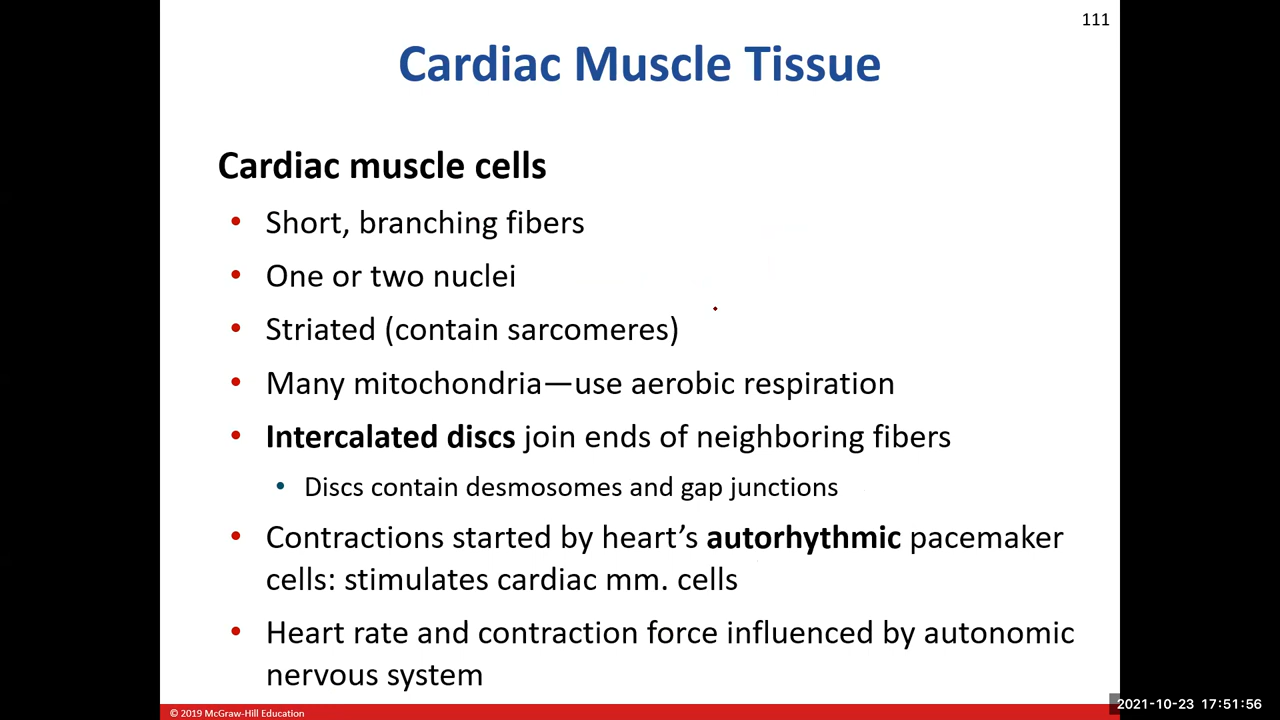 111
Cardiac Muscle Tissue
Cardiac muscle cells
• Short, branching fibers
• One or two nuclei
• Striated (contain sarcomeres)
• Many mitochondria—use aerobic respiration
• Intercalated discs join ends of neighboring fibers
• Discs contain desmosomes and gap junctions
• Contractions started by heart’s autorhythmic pacemaker
cells: stimulates cardiac mm. cells
• Heart rate and contraction force influenced by autonomic
nervous system
© 2019 McGraw-Hill Education
2021-10-23 17:51:56